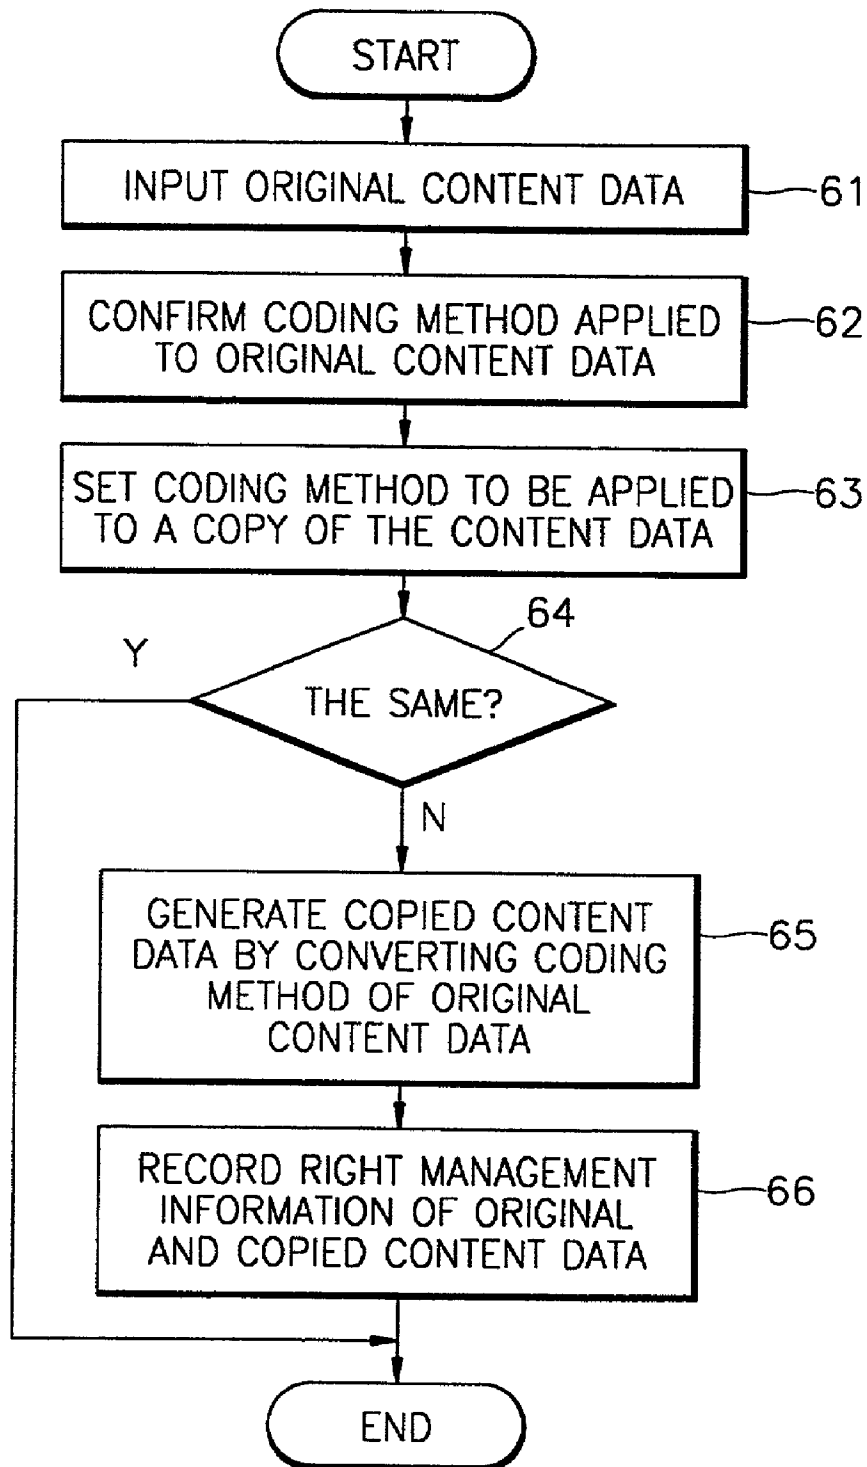 START
INPUT ORIGINAL CONTENT DATA
61
CONFIRM CODING METHOD APPLIED
TO ORIGINAL CONTENT DATA
62
SET CODING METHOD TO BE APPLIED
TO A COPY OF THE CONTENT DATA
63
64
Y
THE SAME?
N
GENERATE COPIED CONTENT
DATA BY CONVERTING CODING
METHOD OF ORIGINAL
CONTENT DATA
65
RECORD RIGHT MANAGEMENT
INFORMATION OF ORIGINAL
AND COPIED CONTENT DATA
66
END